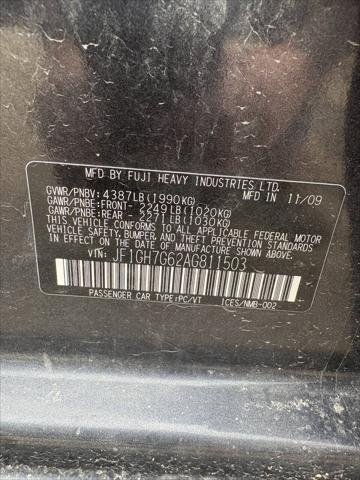 MFD BY FUJI HEAVY INDUSTRIES LTD.
GVWR/PNBV: 4387LB(1990KG) MFD IN 11/09
GAWR/PNBE:FRONT - 2249LB(1020KG)
GAWR/PNBE:REAR - 2271LB(1030KG)
THIS VEHICLE CONFORMS TO ALL APPLICABLE FEDERAL MOTOR
VEHICLE SAFETY, BUMPER, AND THEFT PREVENTION STANDARDS IN
EFFECT ON THE DATE OF MANUFACTURE SHOWN ABOVE.
VIN: JF1GH7G62AG811503
PASSENGER CAR TYPE:PC/VT ICES/NMB-002